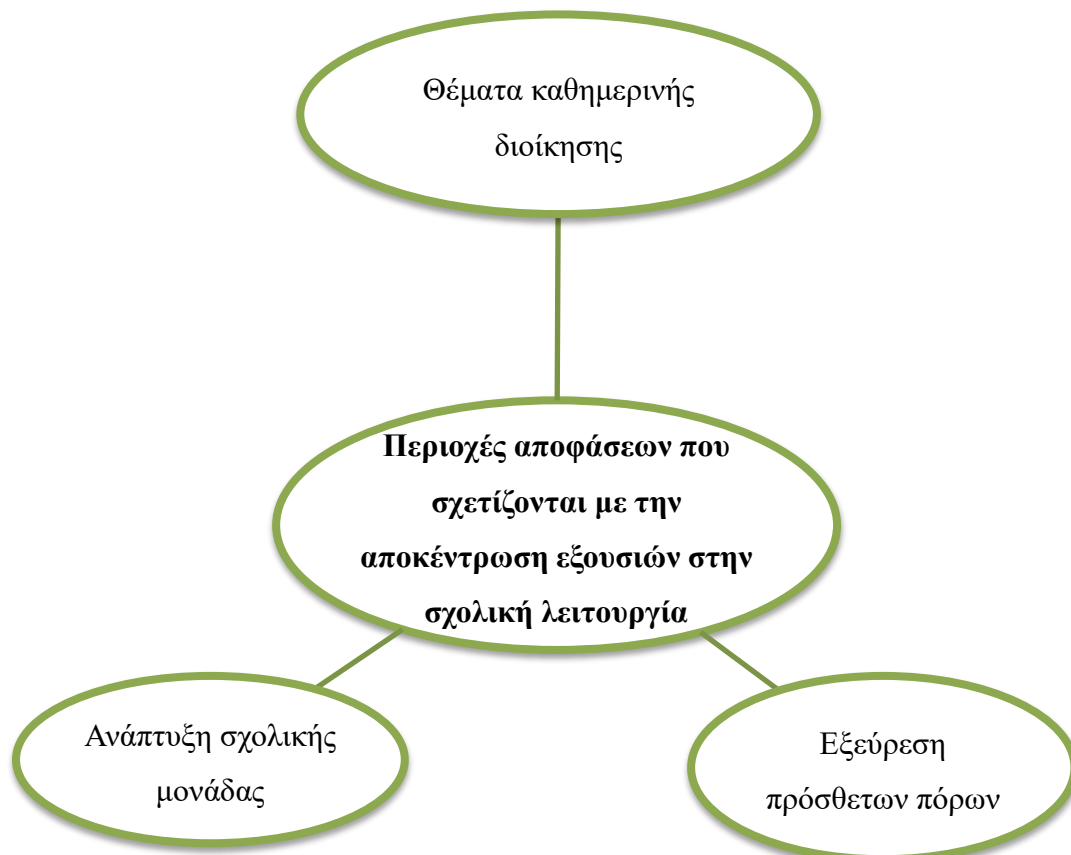 Θέματα καθημερινής
διοίκησης
Περιοχές αποφάσεων που
σχετίζονται με την
αποκέντρωση εξουσιών στην
σχολική λειτουργία
Ανάπτυξη σχολικής
μονάδας
Εξεύρεση
πρόσθετων πόρων